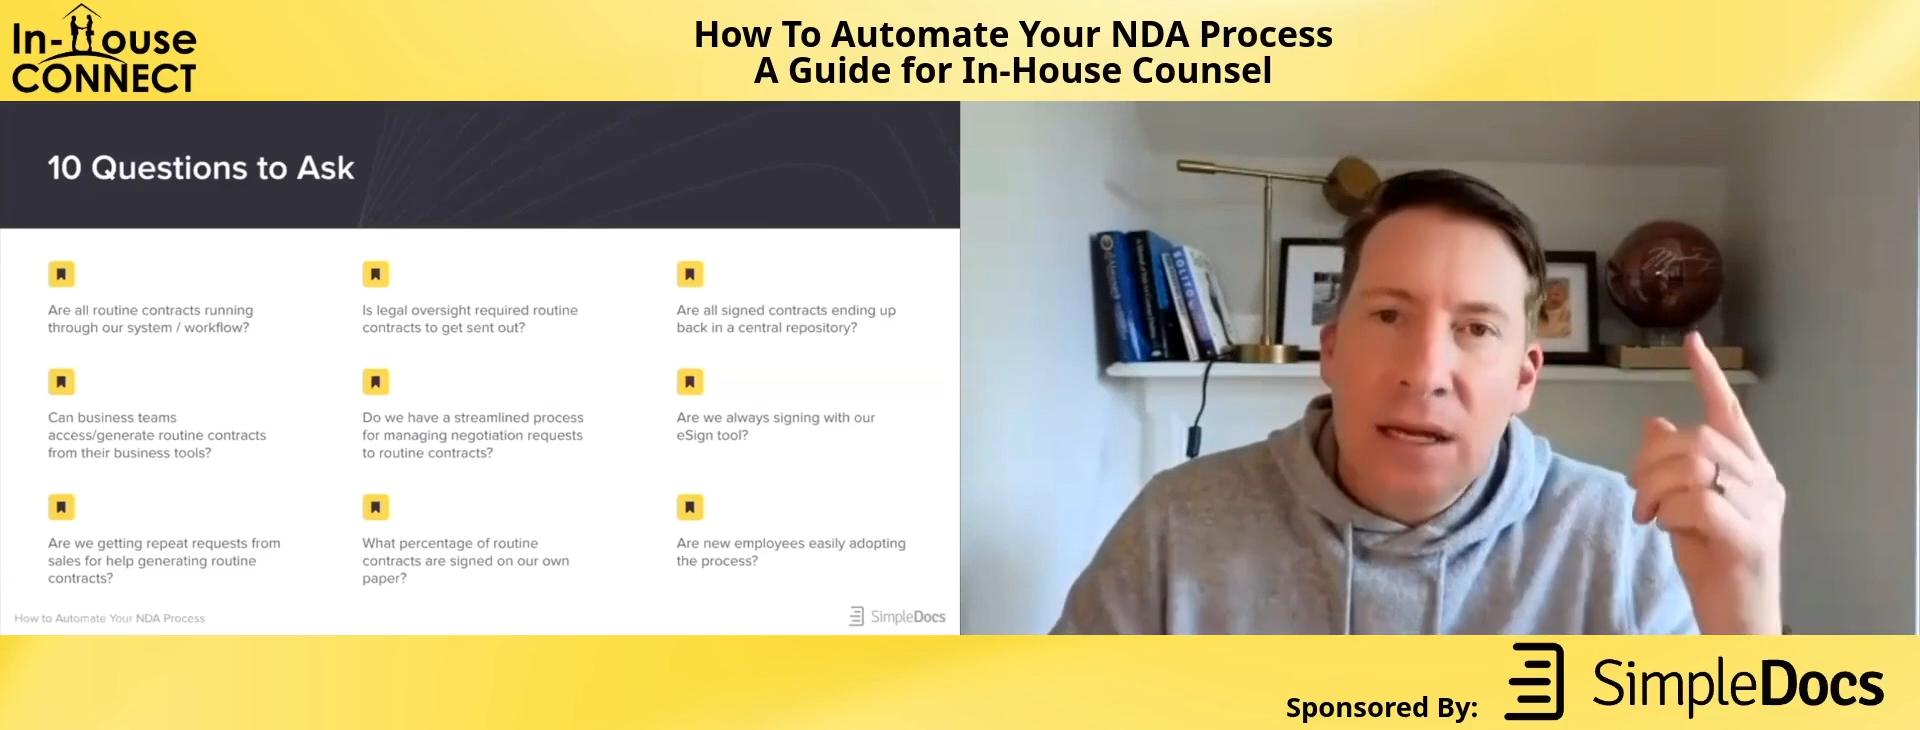 In-House
CONNECT
How To Automate Your NDA Process
A Guide for In-House Counsel
10 Questions to Ask
Are all routine contracts running
through our system / workflow?
Is legal oversight required routine
contracts to get sent out?
Are all signed contracts ending up
back in a central repository?
Can business teams
access/generate routine contracts
from their business tools?
Do we have a streamlined process
for managing negotiation requests
to routine contracts?
Are we always signing with our
eSign tool?
Are we getting repeat requests from
sales for help generating routine
contracts?
What percentage of routine
contracts are signed on our own
paper?
Are new employees easily adopting
the process?
How to Automate Your NDA Process
SimpleDocs
SOLITO
Sponsored By:
SimpleDocs